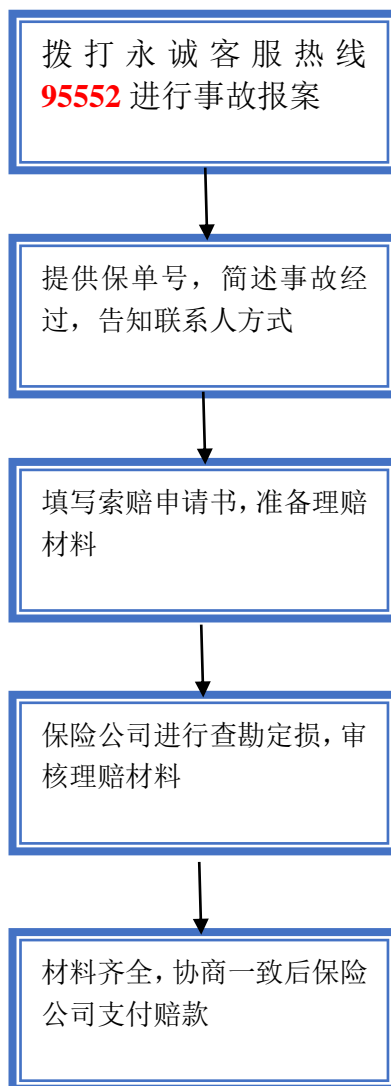 拨打永诚客服热线
95552 进行事故报案
提供保单号，简述事故经
过，告知联系人方式
填写索赔申请书，准备理赔
材料
保险公司进行查勘定损，审
核理赔材料
材料齐全，协商一致后保险
公司支付赔款